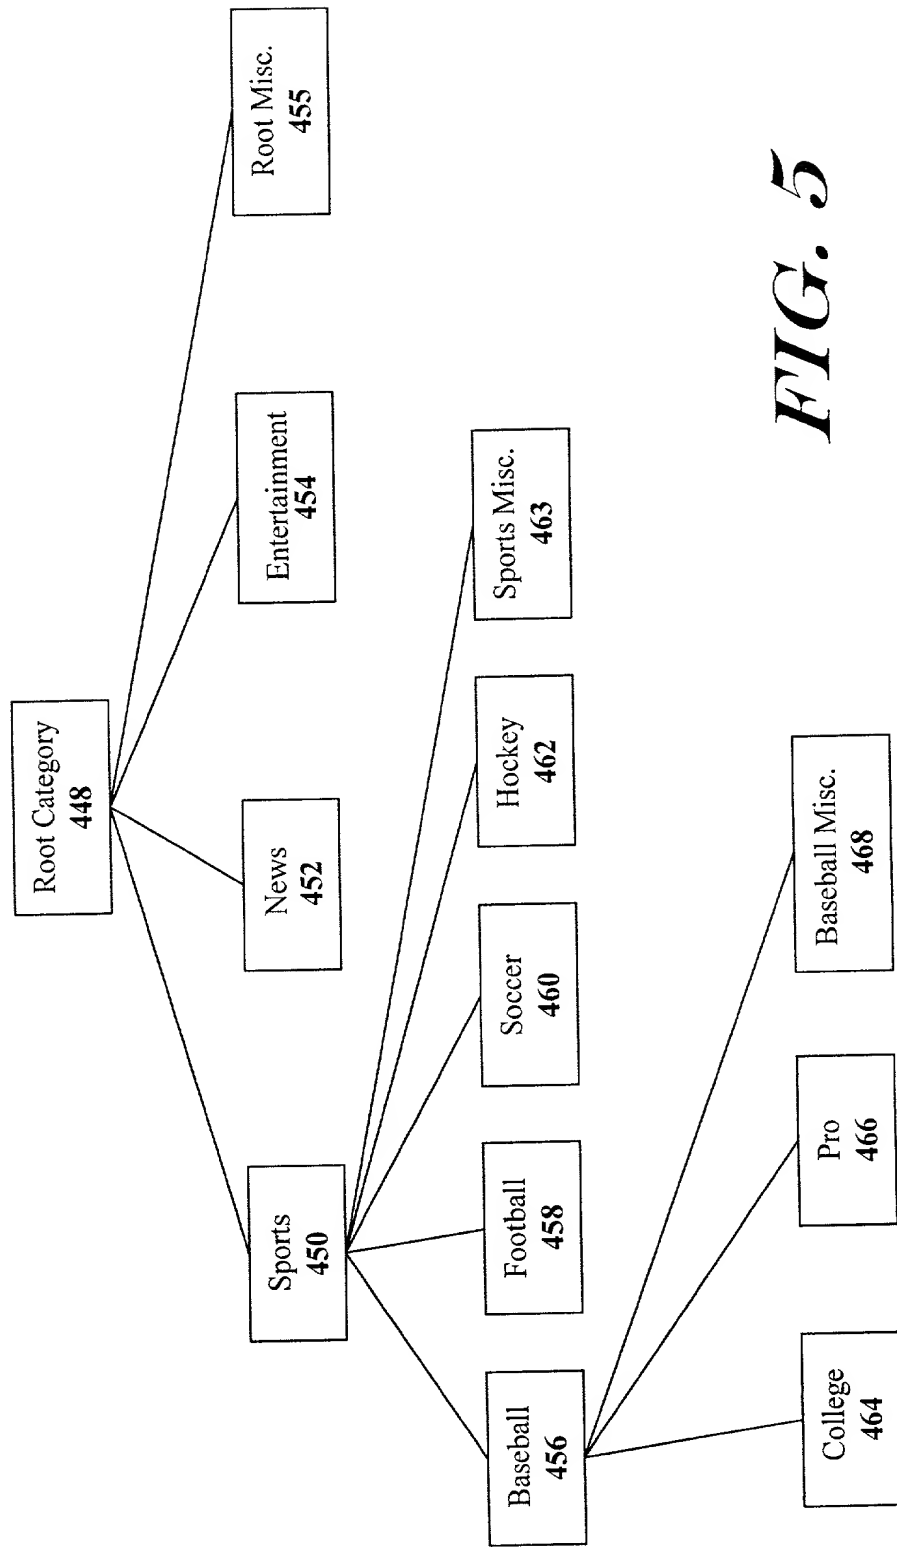 Root Category
448
Sports
450
News
452
Entertainment
454
Root Misc.
455
Baseball
456
Football
458
Soccer
460
Hockey
462
Sports Misc.
463
College
464
Pro
466
Baseball Misc.
468
FIG. 5